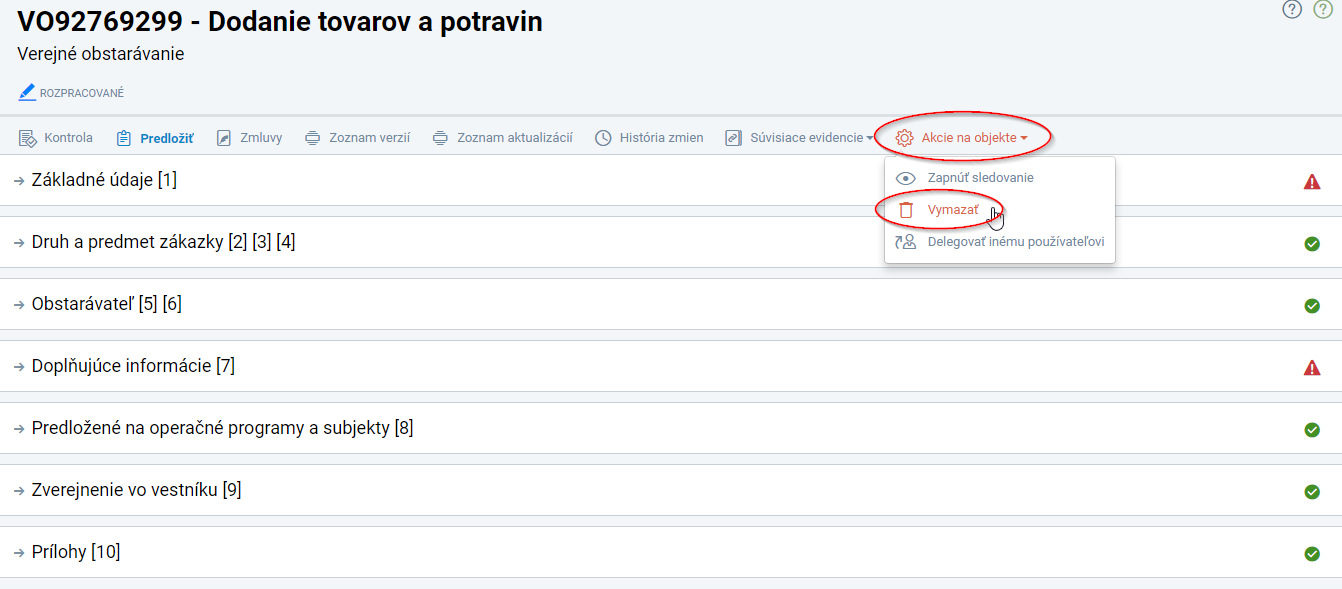 VO92769299 - Dodanie tovarov a potravin
Verejné obstarávanie
ROZPRACOVANÉ
Kontrola Predložiť Zmluvy Zoznam verzií Zoznam aktualizácií História zmien Súvisiace evidencie Akcie na objekte
Zapnúť sledovanie
Vymazať
Delegovať inému používateľovi
Základné údaje [1]
Druh a predmet zákazky [2] [3] [4]
Obstarávateľ [5] [6]
Doplňujúce informácie [7]
Predložené na operačné programy a subjekty [8]
Zverejnenie vo vestníku [9]
Prílohy [10]